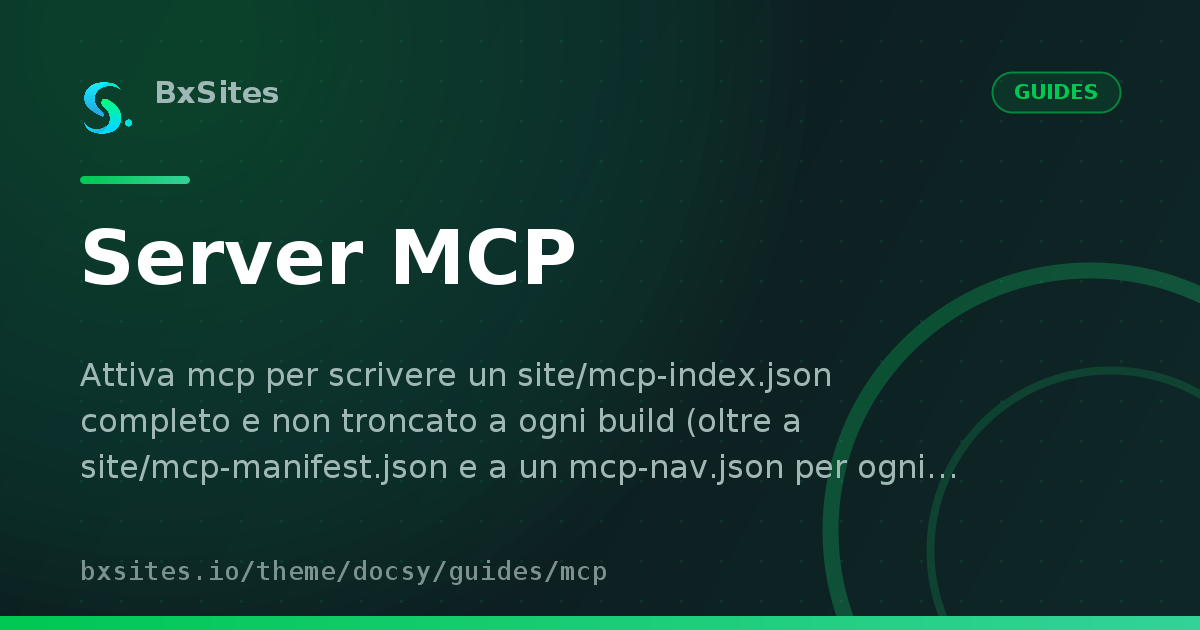 BxSites
GUIDES
Server MCP
Attiva mcp per scrivere un site/mcp-index.json
completo e non troncato a ogni build (oltre a
site/mcp-manifest.json e a un mcp-nav.json per ogni…
bxsites.io/theme/docsy/guides/mcp